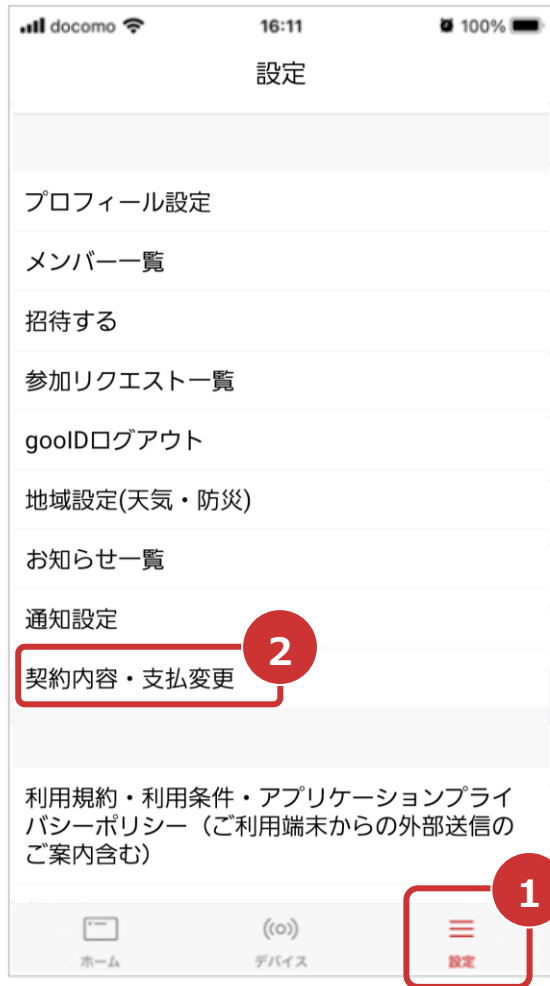 docomo 16:11 100%
設定
プロフィール設定
メンバー一覧
招待する
参加リクエスト一覧
gooIDログアウト
地域設定(天気・防災)
お知らせ一覧
通知設定
2
契約内容・支払変更
利用規約・利用条件・アプリケーションプライ
バシーポリシー（ご利用端末からの外部送信の
ご案内含む）
1
ホーム デバイス 設定